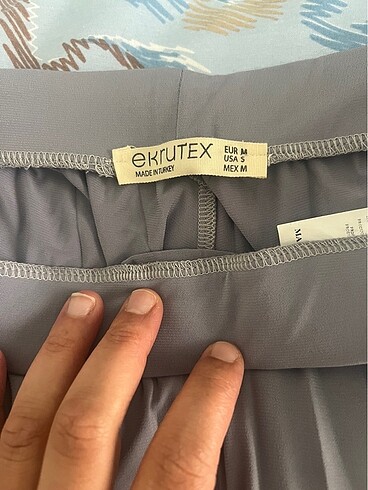 ekruTEX
MADE IN TURKEY
EUR M
USA S
MEX M